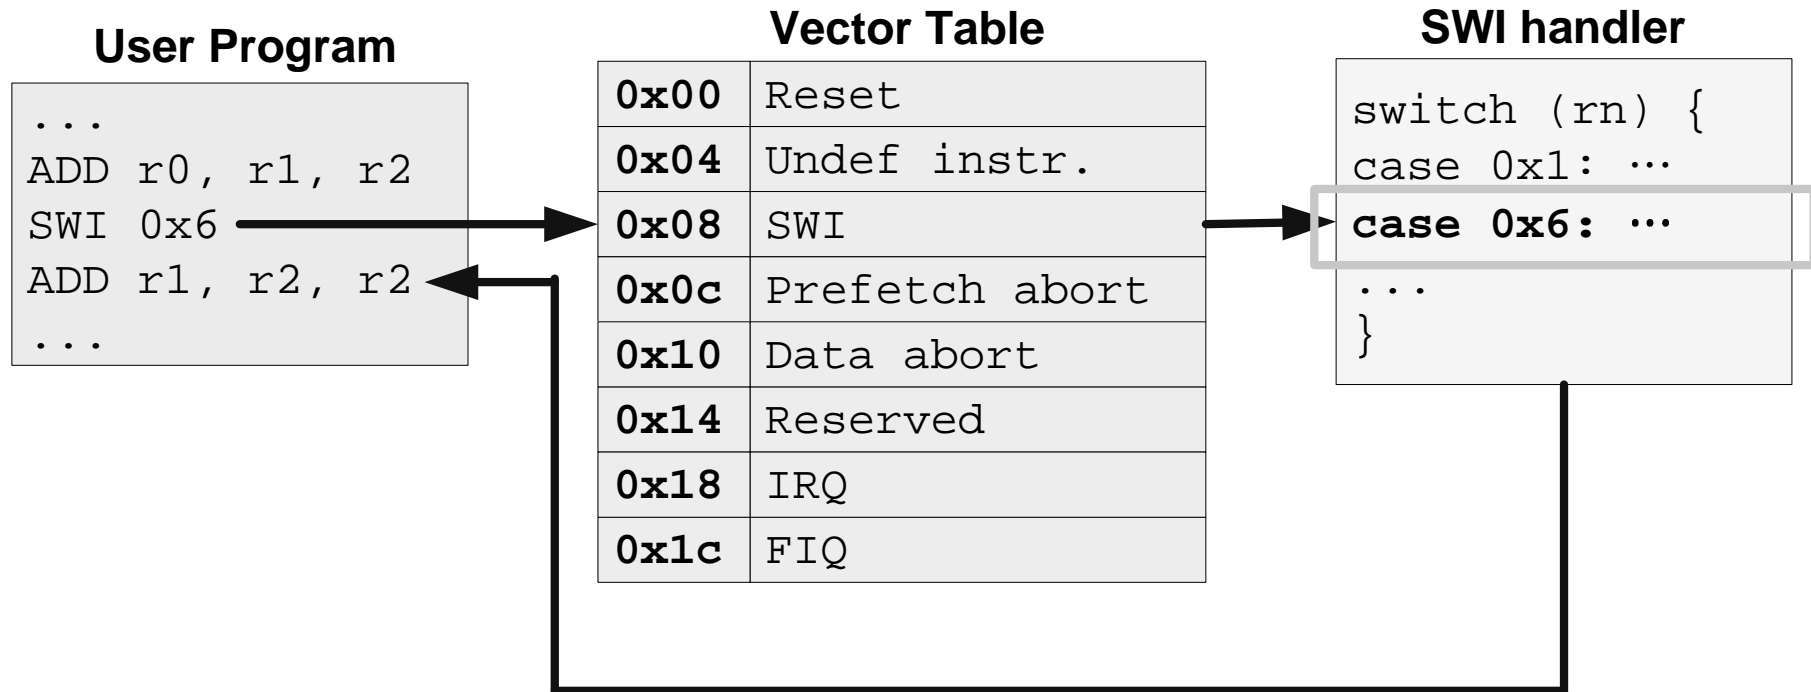 User Program
...
ADD r0, r1, r2
SWI 0x6
ADD r1, r2, r2
...
Vector Table
0x00 Reset
0x04 Undef instr.
0x08 SWI
0x0c Prefetch abort
0x10 Data abort
0x14 Reserved
0x18 IRQ
0x1c FIQ
SWI handler
switch (rn) {
case 0x1: …
case 0x6: …
...
}